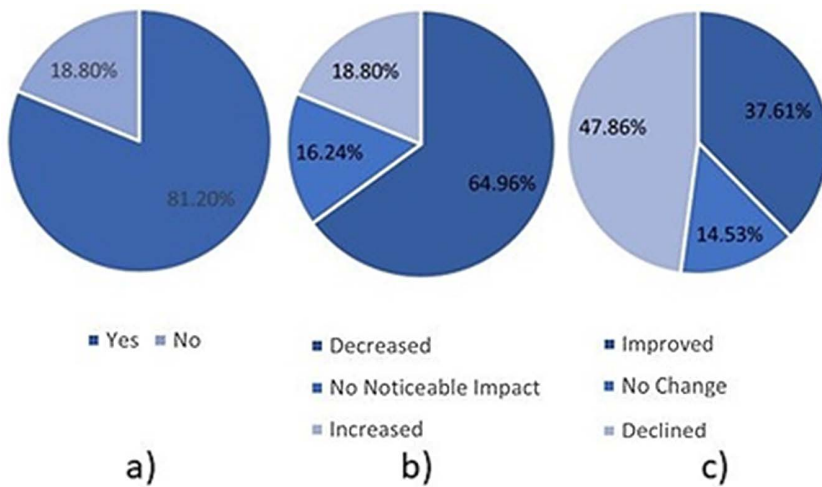 18.80%
81.20%
Yes No
a)
18.80%
16.24%
64.96%
Decreased
No Noticeable Impact
Increased
b)
37.61%
47.86%
14.53%
Improved
No Change
Declined
c)